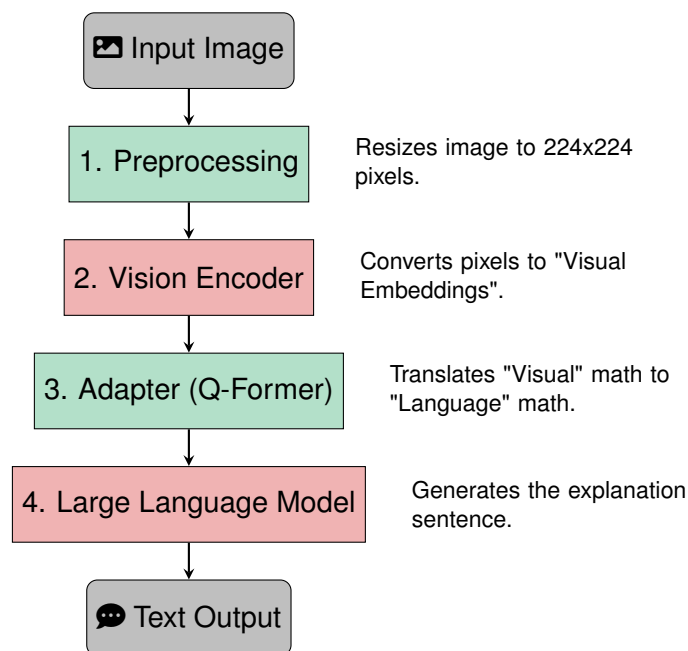 Input Image
1. Preprocessing
Resizes image to 224x224
pixels.
2. Vision Encoder
Converts pixels to "Visual
Embeddings".
3. Adapter (Q-Former)
Translates "Visual" math to
"Language" math.
4. Large Language Model
Generates the explanation
sentence.
Text Output